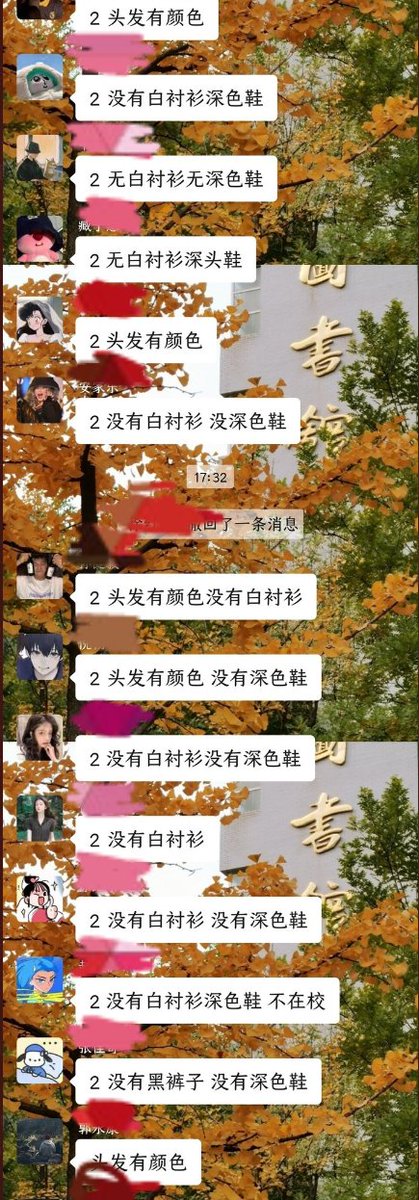 2 头发有颜色
2 没有白衬衫深色鞋
2 无白衬衫无深色鞋
2 无白衬衫深头鞋
圖
書
館
2 头发有颜色
2 没有白衬衫 没深色鞋
17:32
撤回了一条消息
2 头发有颜色没有白衬衫
2 头发有颜色 没有深色鞋
2 没有白衬衫没有深色鞋
圖
書
館
2 没有白衬衫
2 没有白衬衫 没有深色鞋
2 没有白衬衫深色鞋 不在校
2 没有黑裤子 没有深色鞋
头发有颜色